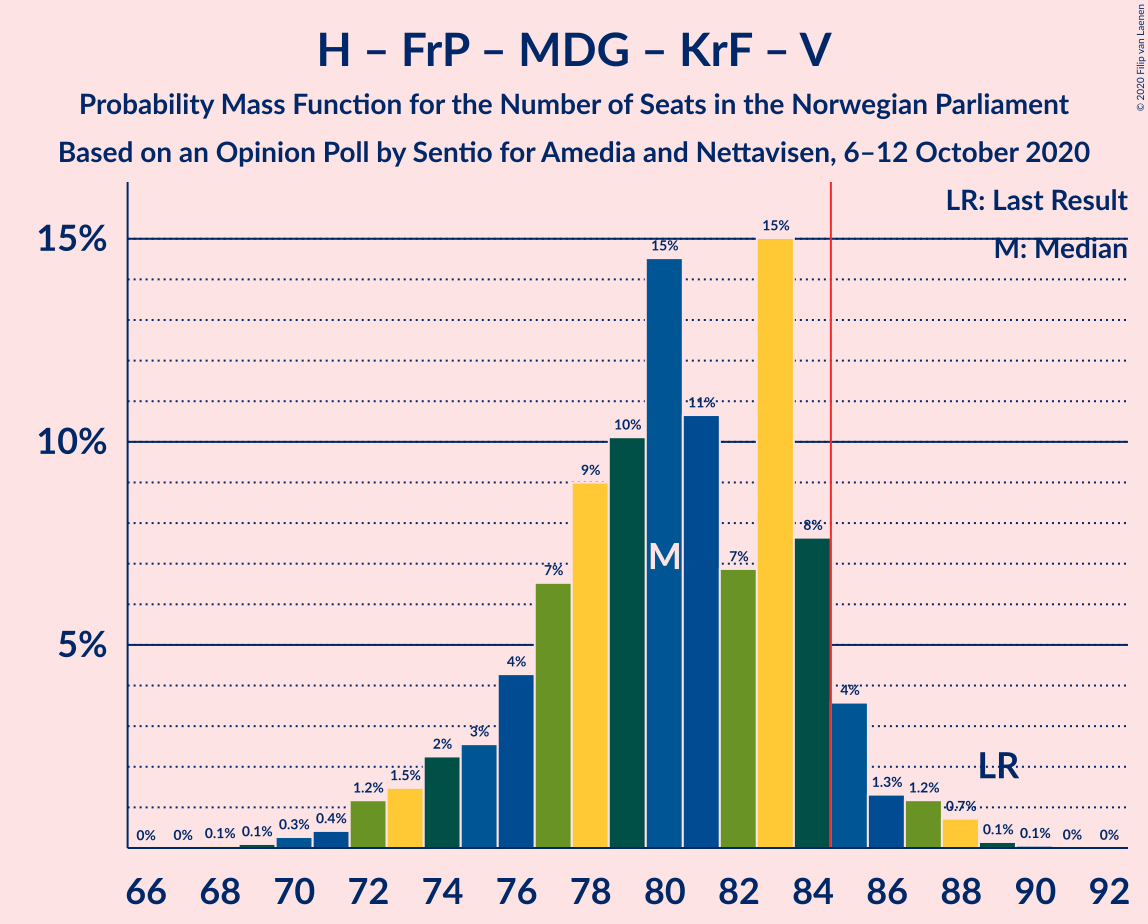 H – FrP – MDG – KrF – V
Probability Mass Function for the Number of Seats in the Norwegian Parliament
Based on an Opinion Poll by Sentio for Amedia and Nettavisen, 6–12 October 2020
© 2020 Filip van Laenen
LR: Last Result
M: Median
15%
10%
5%
0% 0% 0.1% 0.1% 0.3% 0.4% 1.2% 1.5% 2% 3% 4% 7% 9% 10% 15% 11% 7% 15% 8% 4% 1.3% 1.2% 0.7% 0.1% 0.1% 0% 0%
M
LR
66 68 70 72 74 76 78 80 82 84 86 88 90 92